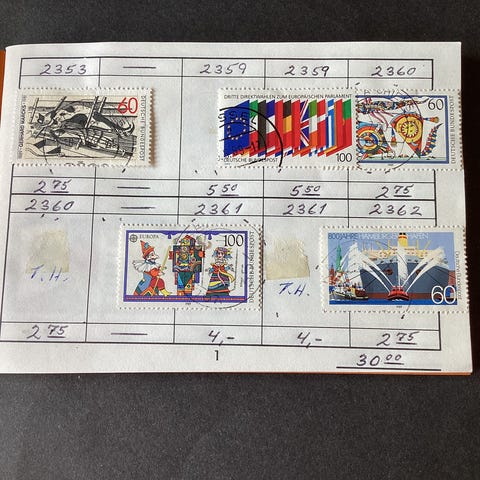 2353 — 2359 2359 2360
60
DEUTSCHE BUNDESPOST
GERHARD MARCKS
DRITTE DIREKTWAHLEN ZUM EUROPÄISCHEN PARLAMENT
DEUTSCHE BUNDESPOST
100
60
DEUTSCHE BUNDESPOST
2 75 — 5 50 5 50 2 75
2360 — 2361 2361 2362
T.H.
EUROPA
100
DEUTSCHE BUNDESPOST
T.H.
800 JAHRE HAMBURGER HAFEN
60
2 75 4,- 4,- 2 75
1
30 00